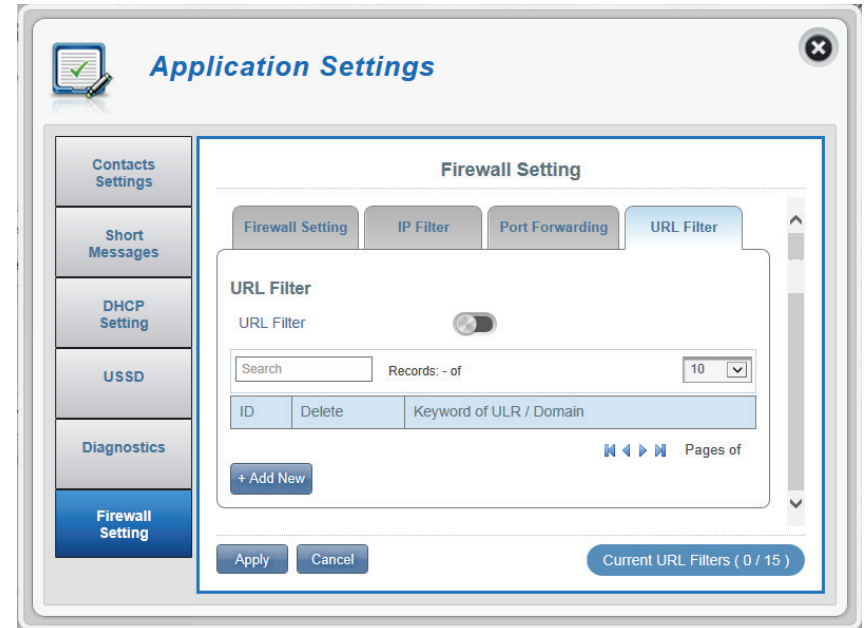 Application Settings
Contacts
Settings
Short
Messages
DHCP
Setting
USSD
Diagnostics
Firewall
Setting
Firewall Setting
Firewall Setting IP Filter Port Forwarding URL Filter
URL Filter
URL Filter
Search Records: - of 10
ID Delete Keyword of ULR / Domain
Pages of
+ Add New
Apply Cancel Current URL Filters ( 0 / 15 )